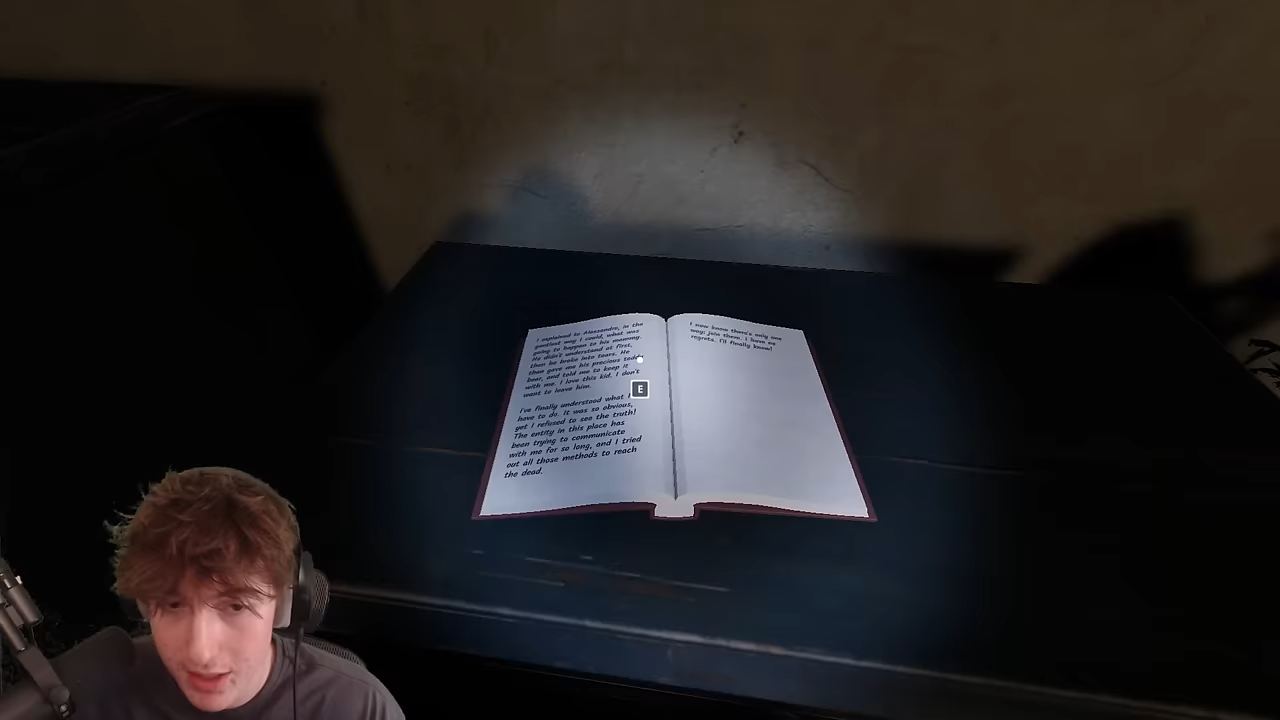 I explained to Alessandro, in the
gentlest way I could, what was
going to happen to his mommy.
He didn't understand at first,
then he broke into tears. He
then gave me his precious teddy
bear, and told me to keep it
with me. I love this kid. I don't
want to leave him.
I've finally understood what I
have to do. It was so obvious,
yet I refused to see the truth!
The entity in this place has
been trying to communicate
with me for so long, and I tried
out all those methods to reach
the dead.
I now know there's only one
way: join them. I have no
regrets. I'll finally know!
E